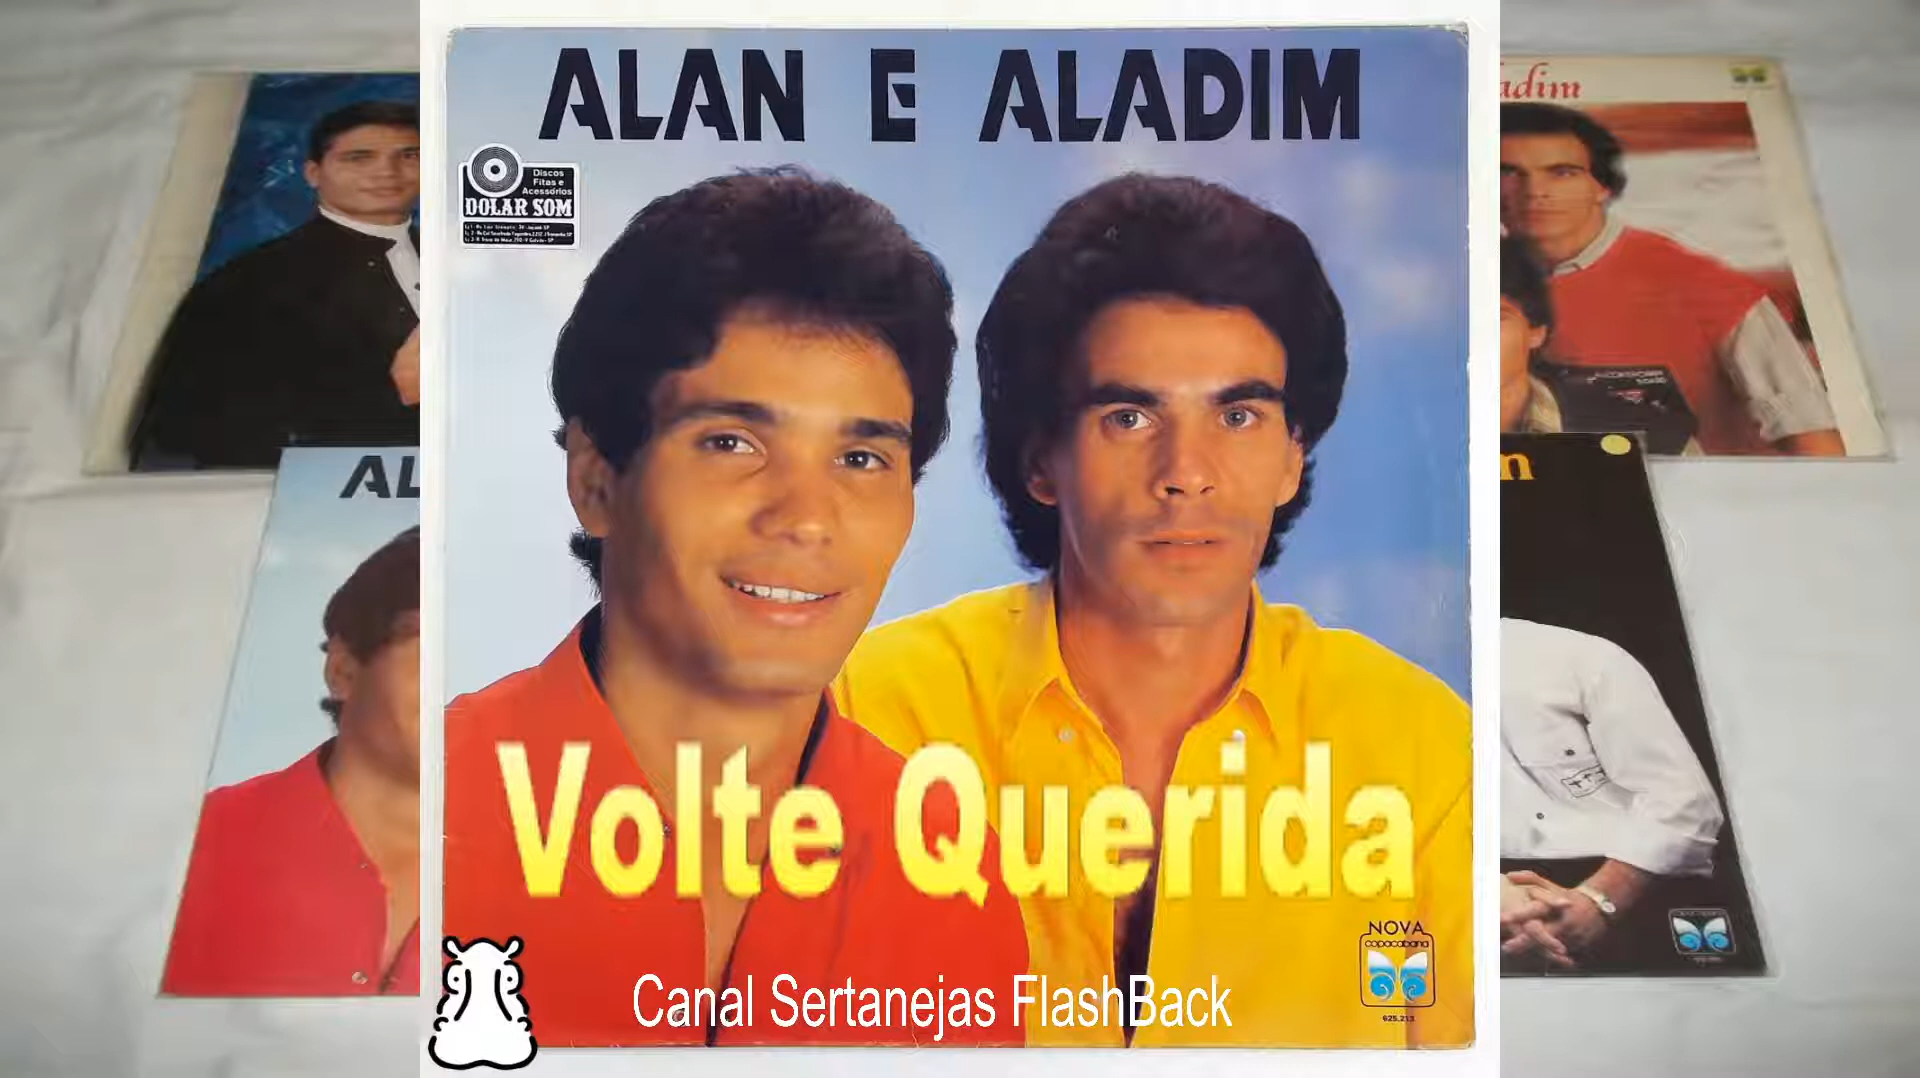 ALAN E ALADIM
adim
Discos
Fitas e
Acessórios
DOLAR SOM
AL
m
Volte Querida
NOVA
copacabana
Canal Sertanejas FlashBack
625.213